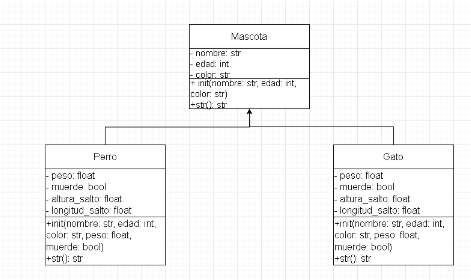 Mascota
- nombre: str
- edad: int
- color: str
+ init(nombre: str, edad: int,
color: str)
+str(): str
Perro
- peso: float
- muerde: bool
- altura_salto: float
- longitud_salto: float
+init(nombre: str, edad: int,
color: str, peso: float,
muerde: bool)
+str(): str
Gato
- peso: float
- muerde: bool
- altura_salto: float
- longitud_salto: float
+init(nombre: str, edad: int,
color: str, peso: float,
muerde: bool)
+str(): str